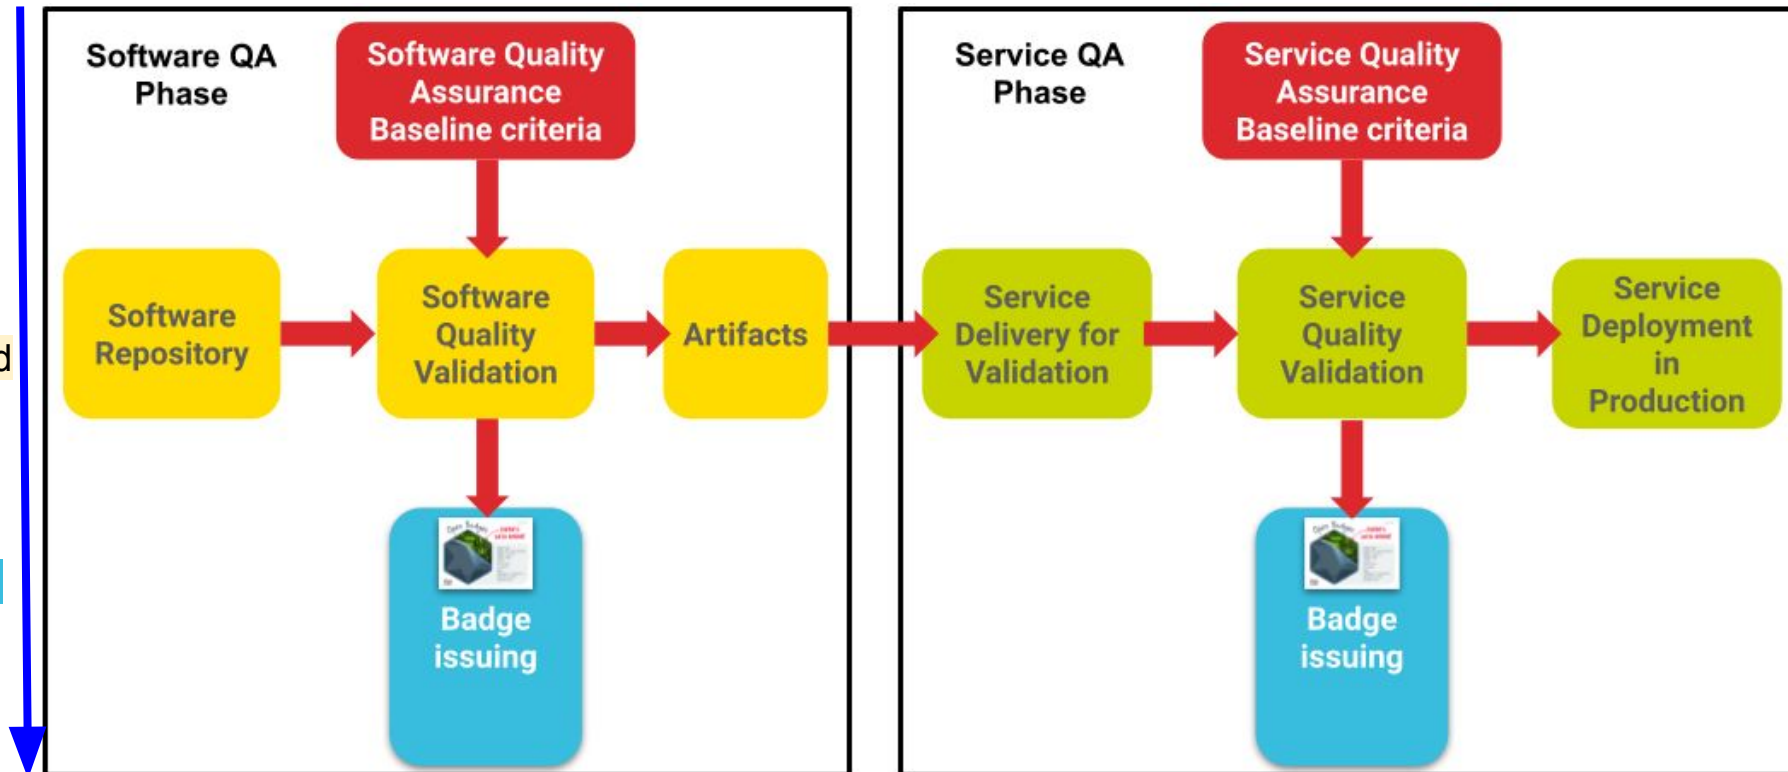 Software QA
Phase
Software Quality
Assurance
Baseline criteria
Software
Repository
Software
Quality
Validation
Artifacts
Badge
issuing
Service QA
Phase
Service Quality
Assurance
Baseline criteria
Service
Delivery for
Validation
Service
Quality
Validation
Service
Deployment
in
Production
Badge
issuing
d